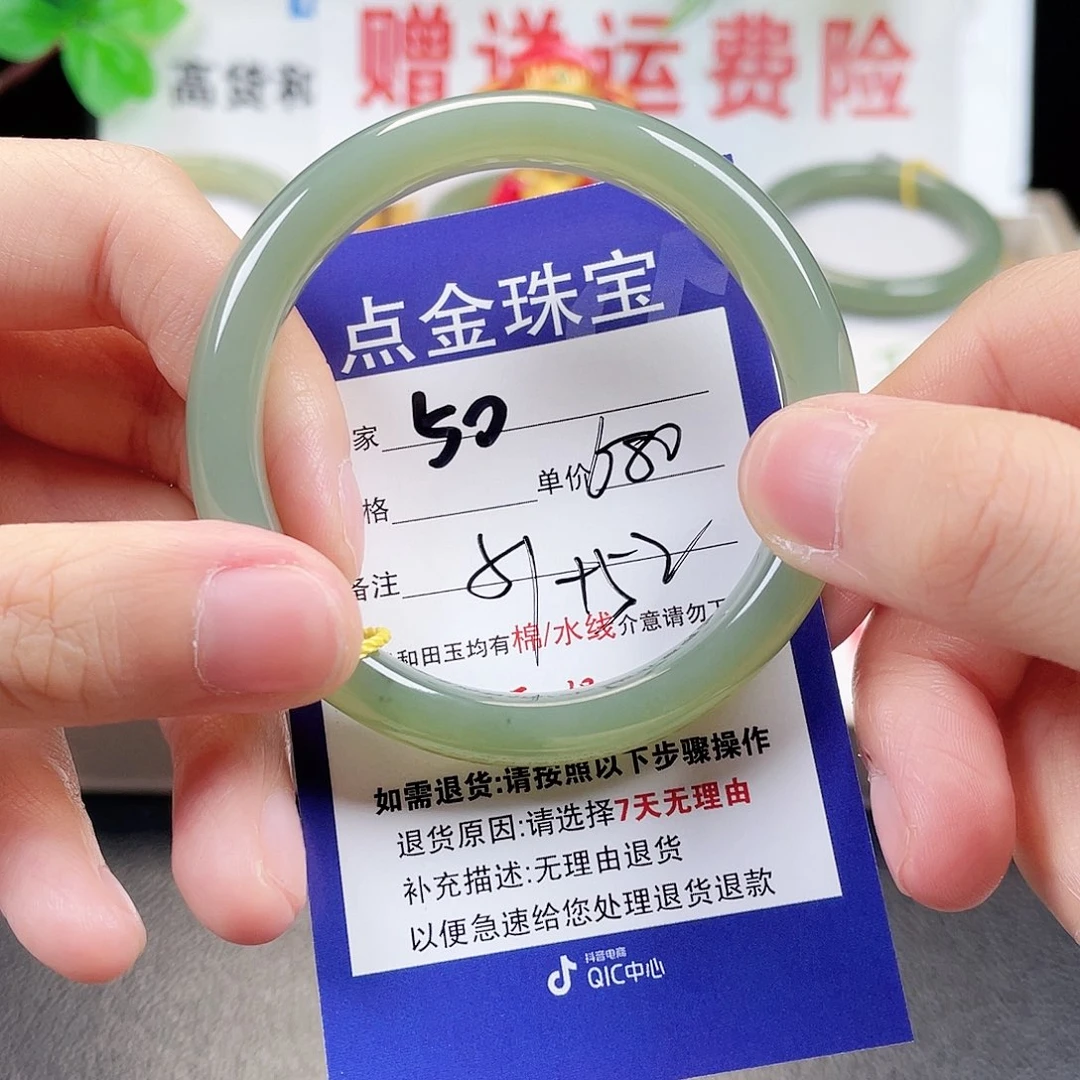 高货和
赠送运费险
点金珠宝
家 50
格 单价 680
备注
和田玉均有棉/水线介意请勿下
如需退货:请按照以下步骤操作
退货原因:请选择7天无理由
补充描述:无理由退货
以便急速给您处理退货退款
抖音电商
QIC中心